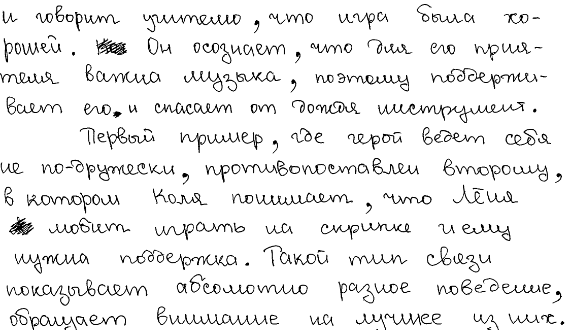 и говорит учителю, что игра была хо-
рошей. Он осознает, что для его прия-
теля важна музыка, поэтому поддержи-
вает его, и спасает от дождя инструмент.
Первый пример, где герой ведет себя
не по-дружески, противопоставлен второму,
в котором Коля понимает, что Лёня
любит играть на скрипке и ему
нужна поддержка. Такой тип связи
показывает абсолютно разное поведение,
обращает внимание на лучшее из них.